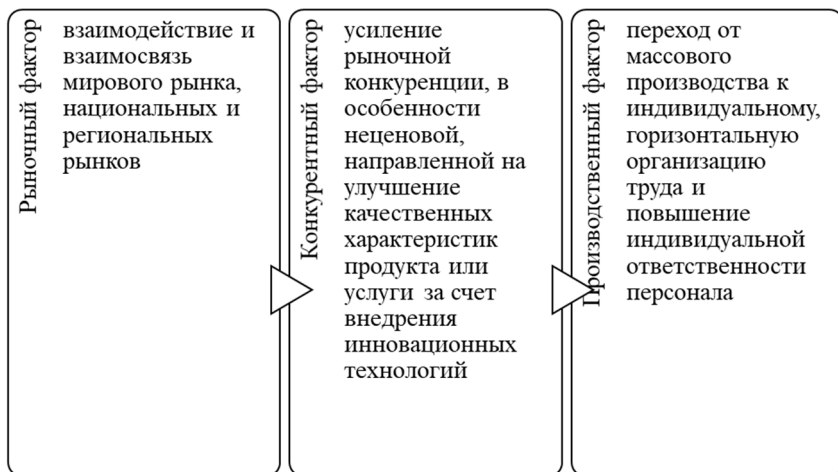 Рыночный фактор
взаимодействие и
взаимосвязь
мирового рынка,
национальных и
региональных
рынков
Конкурентный фактор
усиление
рыночной
конкуренции, в
особенности
неценовой,
направленной на
улучшение
качественных
характеристик
продукта или
услуги за счет
внедрения
инновационных
технологий
Производственный фактор
переход от
массового
производства к
индивидуальному,
горизонтальную
организацию
труда и
повышение
индивидуальной
ответственности
персонала